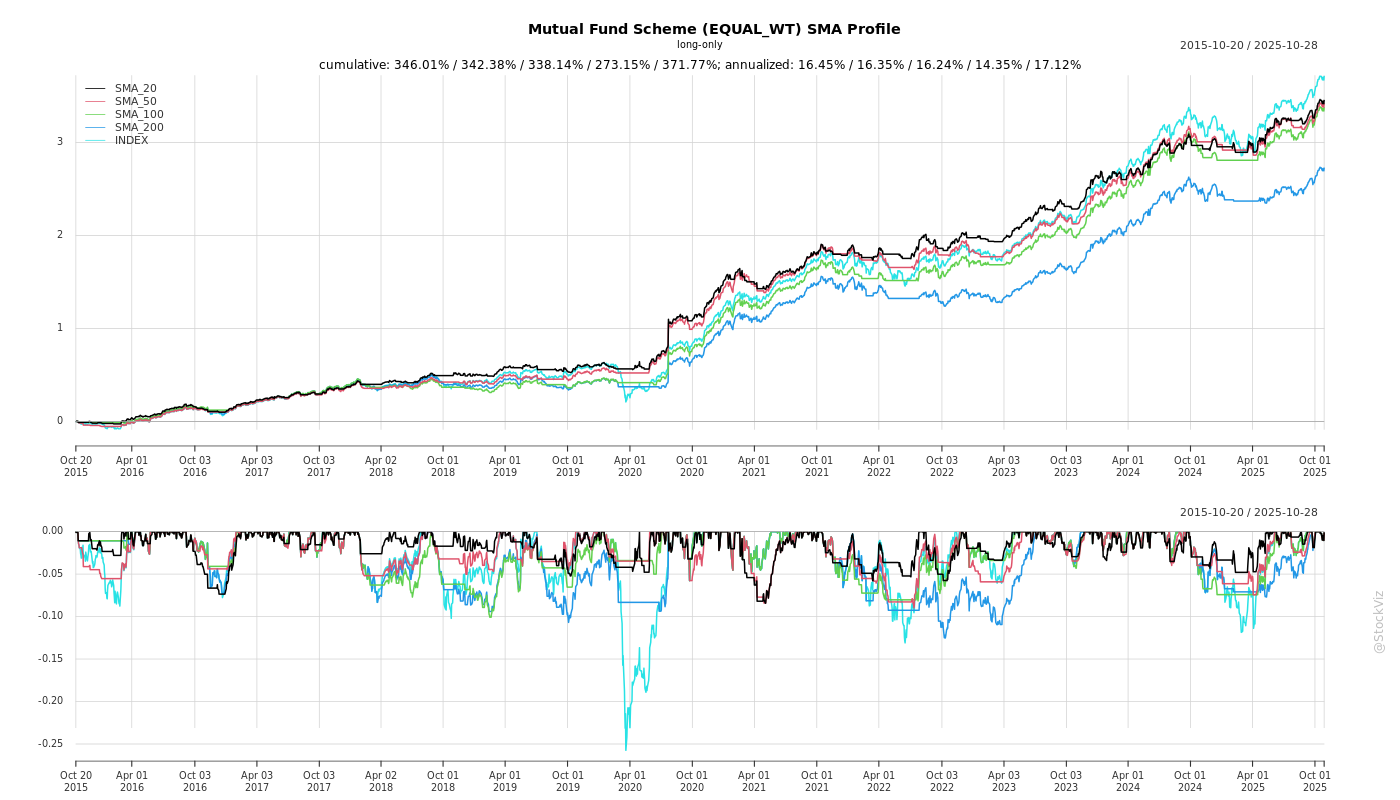 Mutual Fund Scheme (EQUAL_WT) SMA Profile
long-only
2015-10-20 / 2025-10-28
cumulative: 346.01% / 342.38% / 338.14% / 273.15% / 371.77%; annualized: 16.45% / 16.35% / 16.24% / 14.35% / 17.12%
SMA_20
SMA_50
SMA_100
SMA_200
INDEX
3
2
1
0
Oct 20 Apr 01 Oct 03 Apr 03 Oct 03 Apr 02 Oct 01 Apr 01 Oct 01 Apr 01 Oct 01 Apr 01 Oct 01 Apr 01 Oct 03 Apr 03 Oct 03 Apr 01 Oct 01 Apr 01 Oct 01
2015 2016 2016 2017 2017 2018 2018 2019 2019 2020 2020 2021 2021 2022 2022 2023 2023 2024 2024 2025 2025
2015-10-20 / 2025-10-28
0.00
-0.05
-0.10
-0.15
-0.20
-0.25
Oct 20 Apr 01 Oct 03 Apr 03 Oct 03 Apr 02 Oct 01 Apr 01 Oct 01 Apr 01 Oct 01 Apr 01 Oct 01 Apr 01 Oct 03 Apr 03 Oct 03 Apr 01 Oct 01 Apr 01 Oct 01
2015 2016 2016 2017 2017 2018 2018 2019 2019 2020 2020 2021 2021 2022 2022 2023 2023 2024 2024 2025 2025
@StockViz